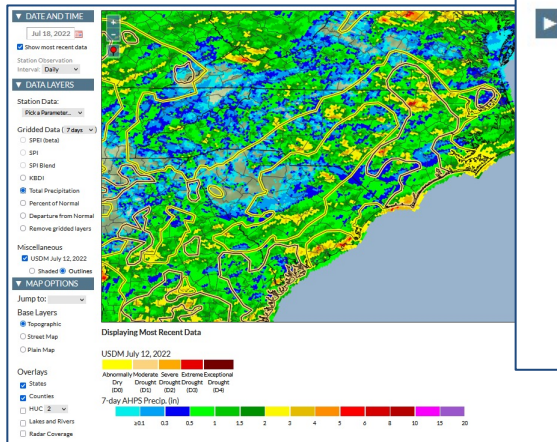 ▼ DATE AND TIME
Jul 18, 2022
Show most recent data
Station Observation
Interval: Daily
▼ DATA LAYERS
Station Data:
Pick a Parameter...
Gridded Data ( 7 days )
SPEI (beta)
SPI
SPI Blend
KBDI
Total Precipitation
Percent of Normal
Departure from Normal
Remove gridded layers
Miscellaneous
USDM July 12, 2022
Shaded Outlines
▼ MAP OPTIONS
Jump to:
Base Layers
Topographic
Street Map
Plain Map
Overlays
States
Counties
HUC 2
Lakes and Rivers
Radar Coverage
+
−
Displaying Most Recent Data
USDM July 12, 2022
Abnormally Moderate Severe Extreme Exceptional
Dry Drought Drought Drought Drought
(D0) (D1) (D2) (D3) (D4)
7-day AHPS Precip. (in)
≥0.1 0.3 0.5 1 1.5 2 3 4 5 6 8 10 15 20